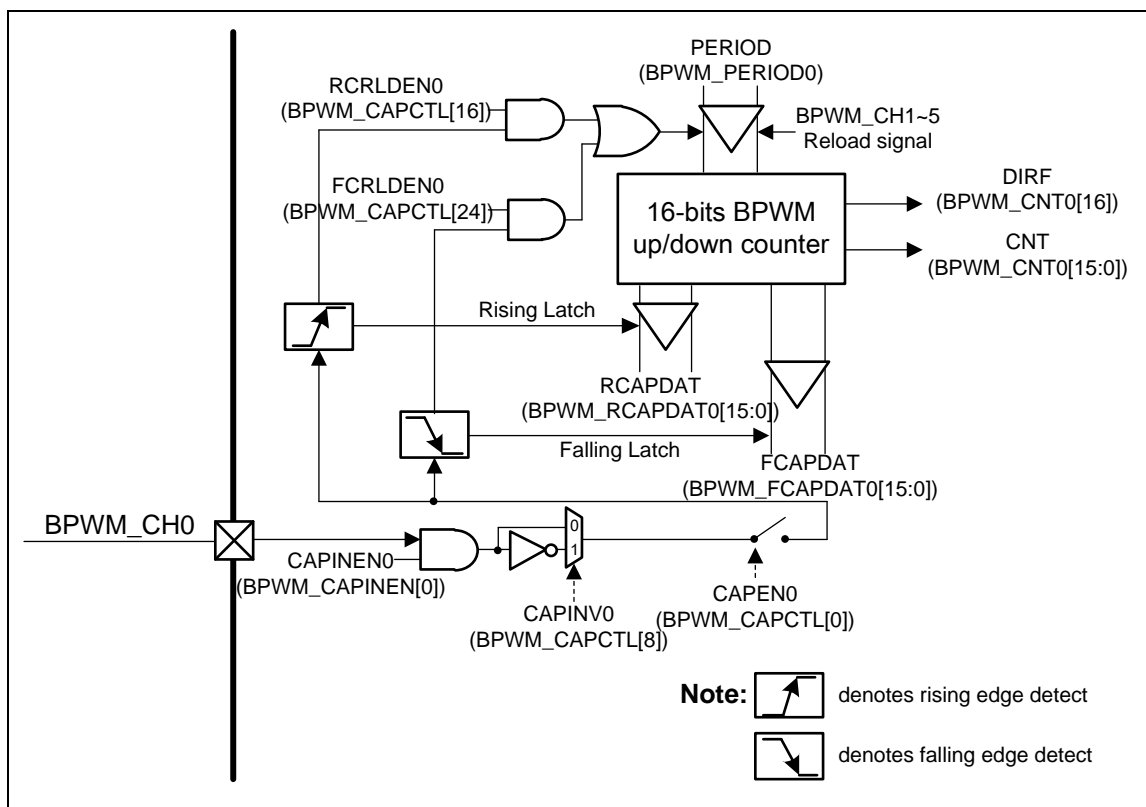 PERIOD
(BPWM_PERIOD0)
RCRLDEN0
(BPWM_CAPCTL[16])
BPWM_CH1~5
Reload signal
FCRLDEN0
(BPWM_CAPCTL[24])
16-bits BPWM
up/down counter
DIRF
(BPWM_CNT0[16])
CNT
(BPWM_CNT0[15:0])
Rising Latch
RCAPDAT
(BPWM_RCAPDAT0[15:0])
Falling Latch
FCAPDAT
(BPWM_FCAPDAT0[15:0])
BPWM_CH0
0
1
CAPINEN0
(BPWM_CAPINEN[0])
CAPINV0
(BPWM_CAPCTL[8])
CAPEN0
(BPWM_CAPCTL[0])
Note: denotes rising edge detect
denotes falling edge detect